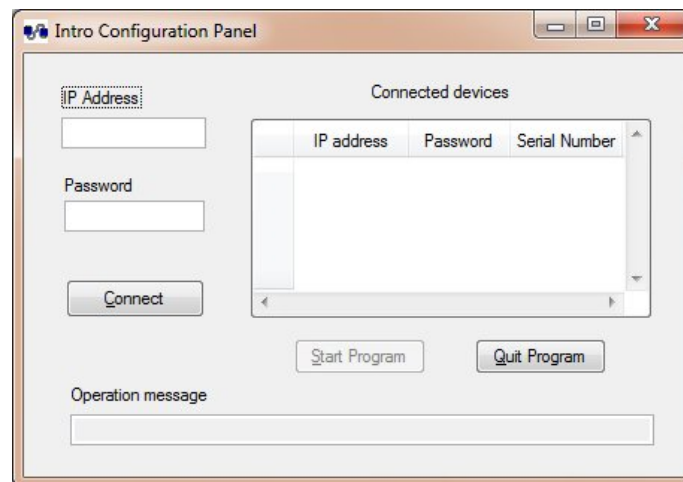 Intro Configuration Panel
IP Address
Connected devices
IP address Password Serial Number
Password
Connect
Start Program Quit Program
Operation message